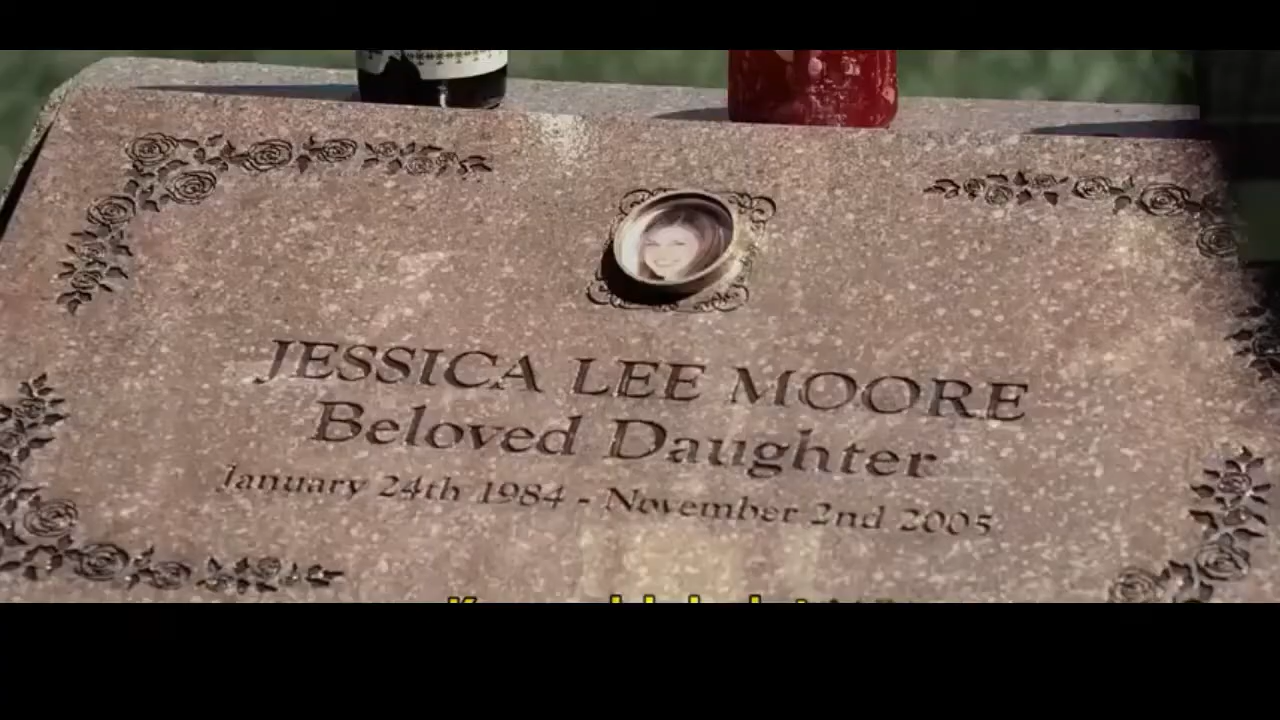 JESSICA LEE MOORE
Beloved Daughter
January 24th 1984 - November 2nd 2005